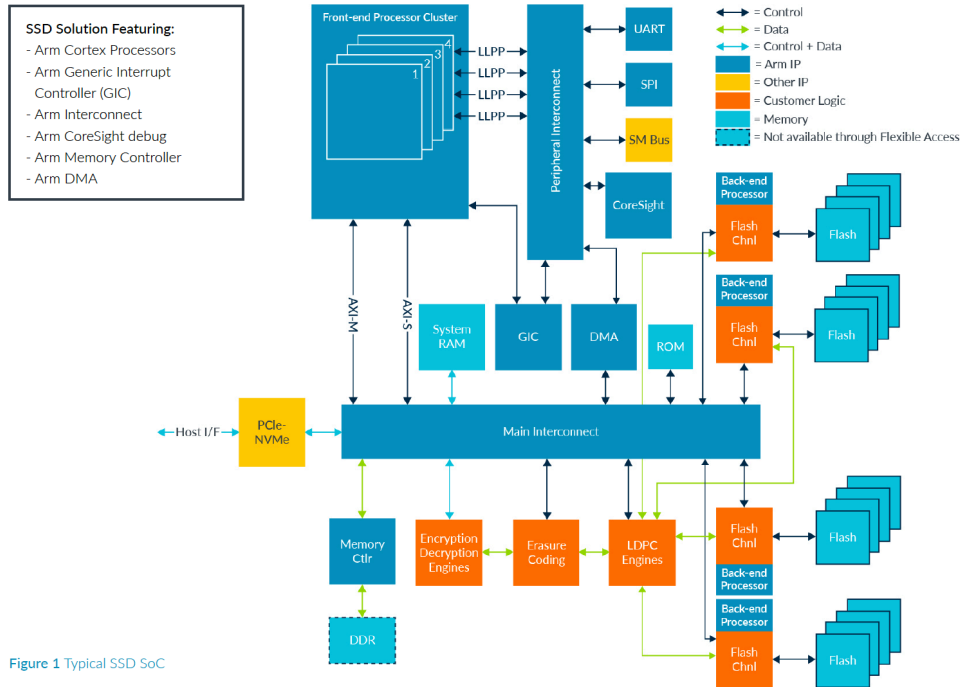 SSD Solution Featuring:
- Arm Cortex Processors
- Arm Generic Interrupt
Controller (GIC)
- Arm Interconnect
- Arm CoreSight debug
- Arm Memory Controller
- Arm DMA
Front-end Processor Cluster
4
3
2
1
LLPP
LLPP
LLPP
LLPP
Peripheral Interconnect
UART
SPI
SM Bus
CoreSight
= Control
= Data
= Control + Data
= Arm IP
= Other IP
= Customer Logic
= Memory
= Not available through Flexible Access
AXI-M
AXI-S
System
RAM
GIC
DMA
ROM
Back-end
Processor
Flash
Chnl
Flash
Back-end
Processor
Flash
Chnl
Flash
Host I/F
PCIe-
NVMe
Main Interconnect
Memory
Ctlr
Encryption
Decryption
Engines
Erasure
Coding
LDPC
Engines
Flash
Chnl
Back-end
Processor
Flash
Back-end
Processor
Flash
Chnl
Flash
DDR
Figure 1 Typical SSD SoC